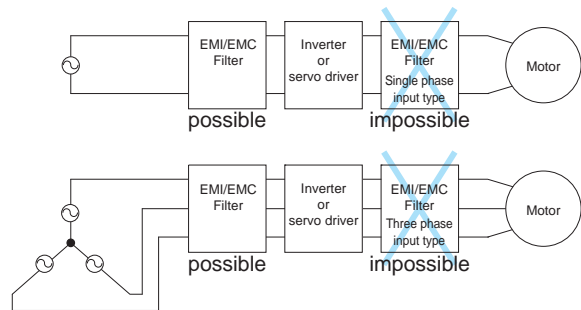 EMI/EMC
Filter
Inverter
or
servo driver
EMI/EMC
Filter
Single phase
input type
Motor
possible
impossible
EMI/EMC
Filter
Inverter
or
servo driver
EMI/EMC
Filter
Three phase
input type
Motor
possible
impossible